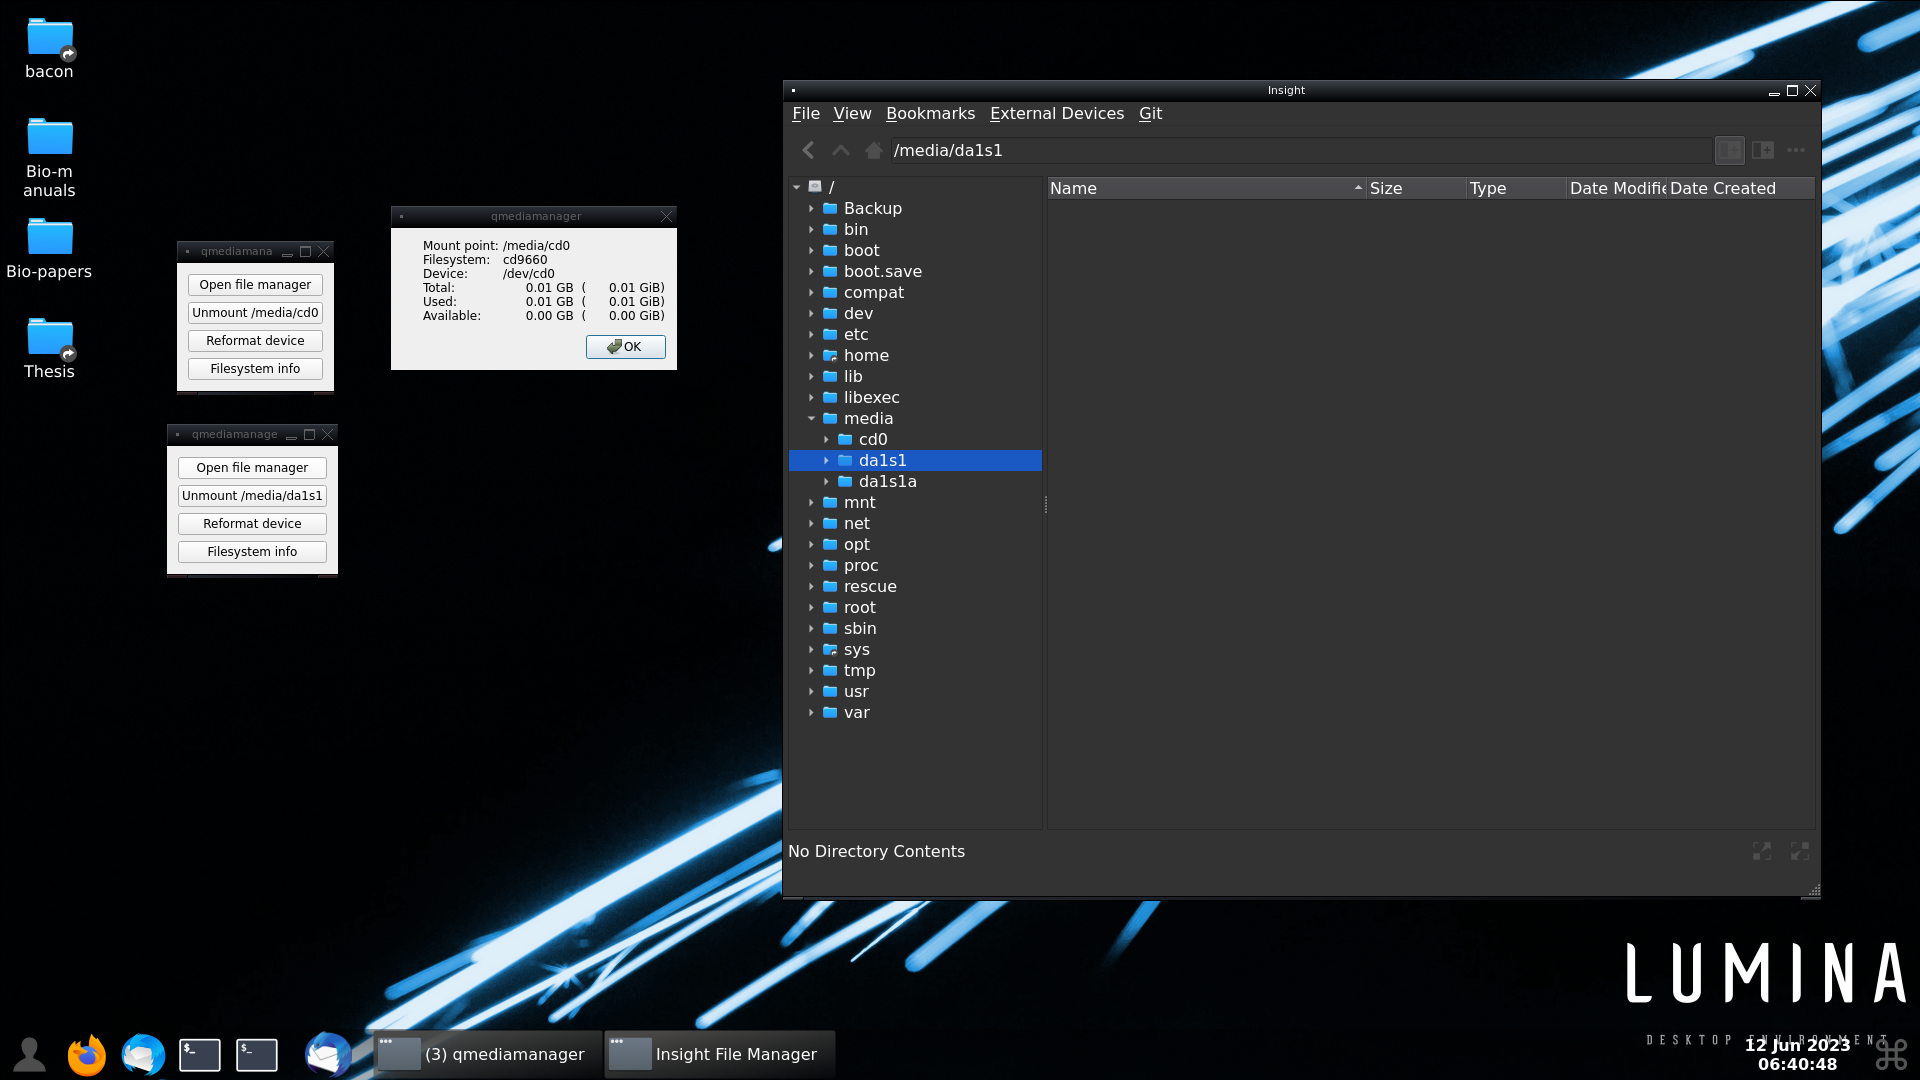 bacon
Bio-m
anuals
Bio-papers
Thesis
qmediamana
Open file manager
Unmount /media/cd0
Reformat device
Filesystem info
qmediamanager
Mount point: /media/cd0
Filesystem: cd9660
Device: /dev/cd0
Total: 0.01 GB ( 0.01 GiB)
Used: 0.01 GB ( 0.01 GiB)
Available: 0.00 GB ( 0.00 GiB)
OK
qmediamanage
Open file manager
Unmount /media/da1s1
Reformat device
Filesystem info
Insight
File View Bookmarks External Devices Git
/media/da1s1
/
Backup
bin
boot
boot.save
compat
dev
etc
home
lib
libexec
media
cd0
da1s1
da1s1a
mnt
net
opt
proc
rescue
root
sbin
sys
tmp
usr
var
Name Size Type Date Modifie Date Created
No Directory Contents
LUMINA
DESKTOP ENVIRONMENT
$_
$_
(3) qmediamanager
Insight File Manager
12 Jun 2023
06:40:48